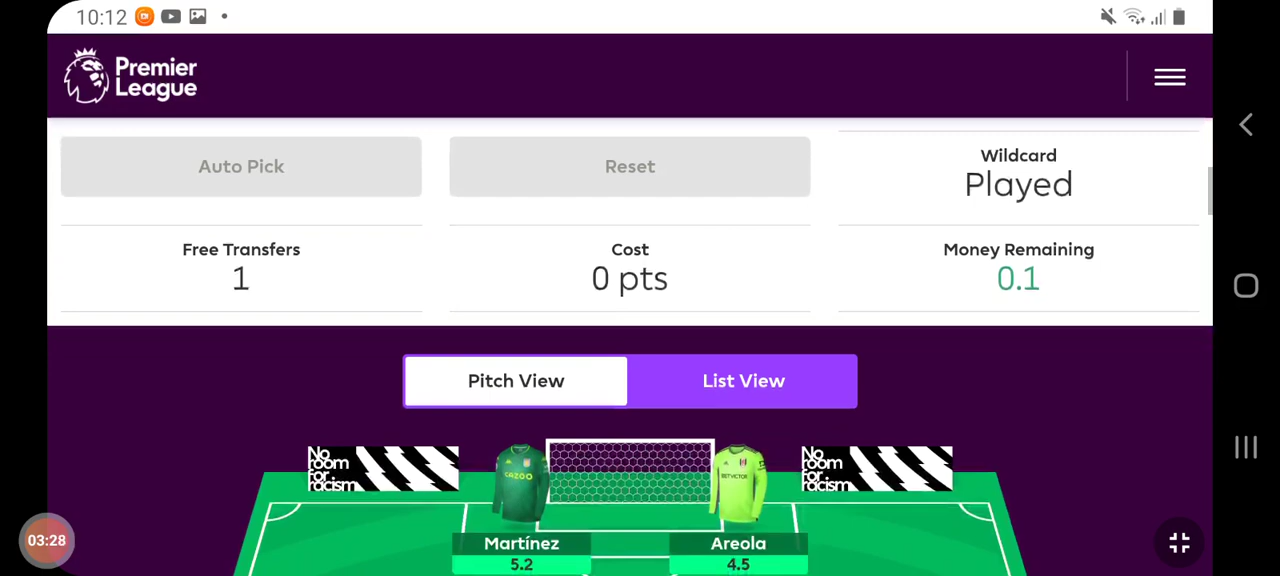 10:12
Premier
League
Auto Pick
Reset
Wildcard
Played
Free Transfers
1
Cost
0 pts
Money Remaining
0.1
Pitch View
List View
No
room
for
racism
CAZOO
BETVICTOR
No
room
for
racism
03:28
Martínez
5.2
Areola
4.5